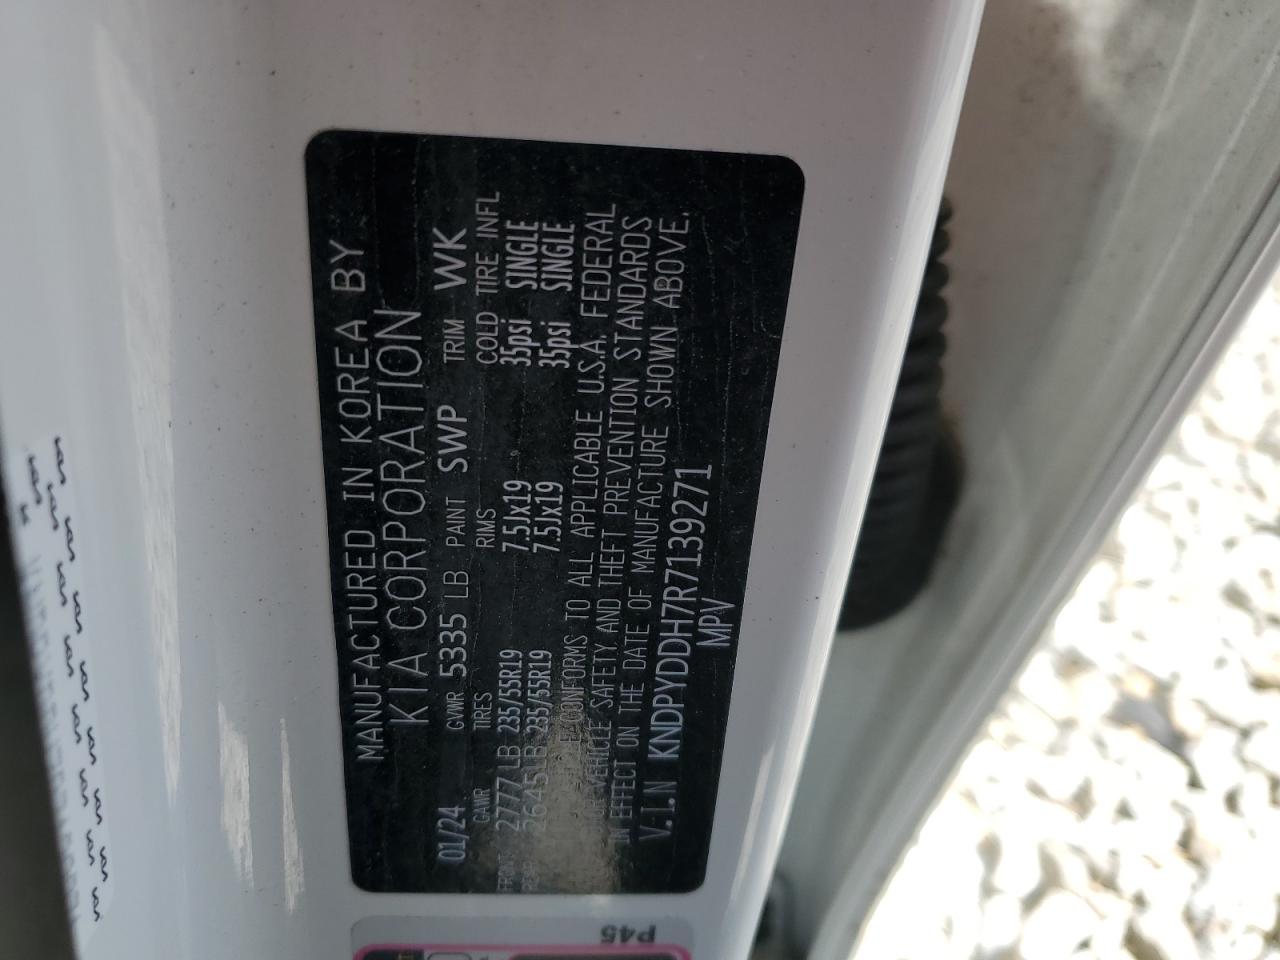 MANUFACTURED IN KOREA BY
KIA CORPORATION
01/24 GVWR 5335 LB PAINT SWP TRIM WK
GAWR TIRES RIMS COLD TIRE INFL
FRONT 2777 LB 235/55R19 7.5Jx19 35psi SINGLE
REAR 2645 LB 235/55R19 7.5Jx19 35psi SINGLE
CONFORMS TO ALL APPLICABLE U.S.A. FEDERAL
VEHICLE SAFETY AND THEFT PREVENTION STANDARDS
IN EFFECT ON THE DATE OF MANUFACTURE SHOWN ABOVE.
V.I.N KNDPYDDH7R7139271
MPV
P45